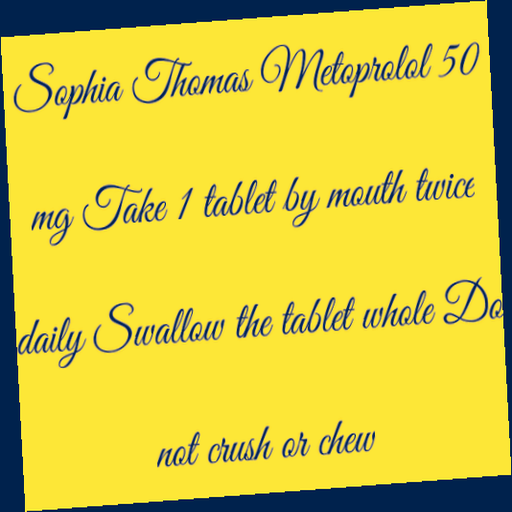 Sophia Thomas Metoprolol 50
mg Take 1 tablet by mouth twice
daily Swallow the tablet whole Do
not crush or chew